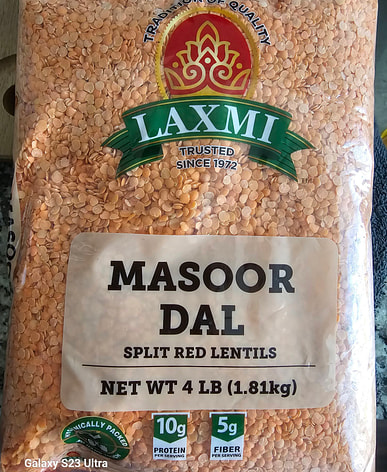 TRADITION OF QUALITY
LAXMI
TRUSTED
SINCE 1972
MASOOR
DAL
SPLIT RED LENTILS
NET WT 4 LB (1.81kg)
10g
PROTEIN
PER SERVING
5g
FIBER
PER SERVING
PACKED
Galaxy S23 Ultra